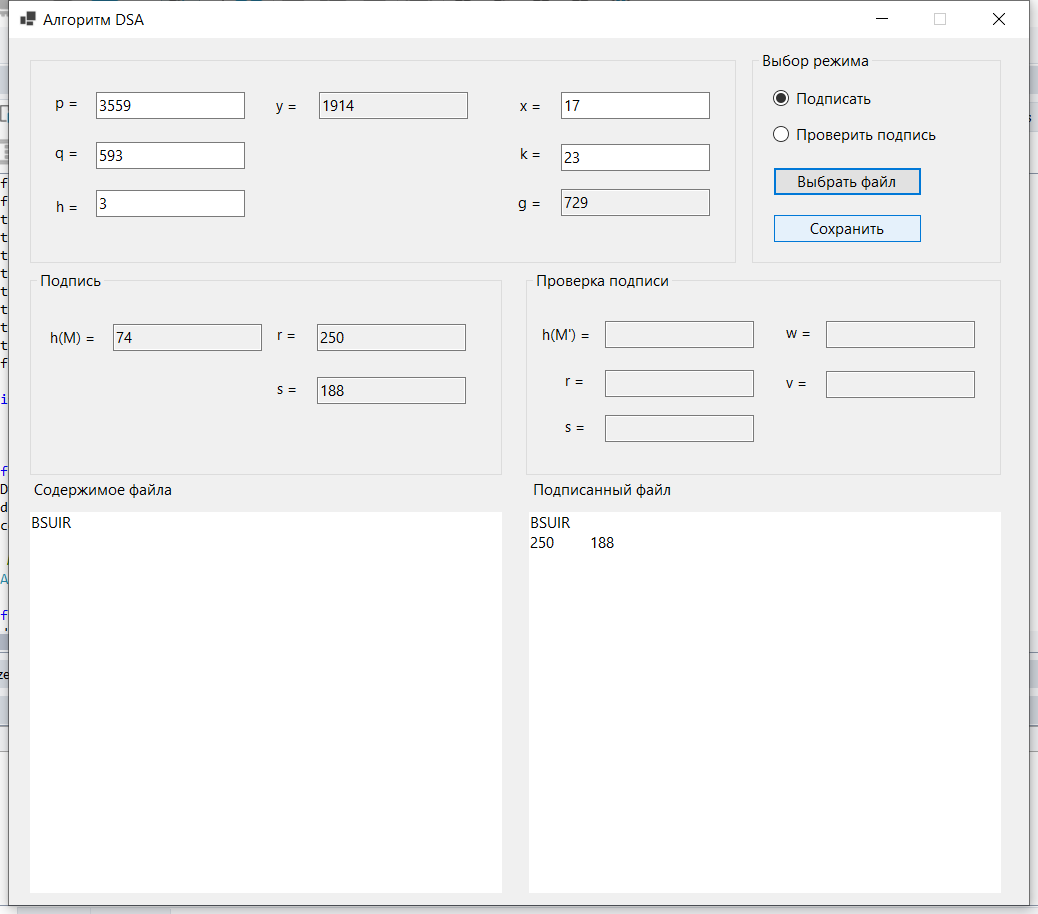 Алгоритм DSA
p = 3559
y = 1914
x = 17
q = 593
k = 23
h = 3
g = 729
Выбор режима
Подписать
Проверить подпись
Выбрать файл
Сохранить
Подпись
h(M) = 74
r = 250
s = 188
Проверка подписи
h(M') =
w =
r =
v =
s =
Содержимое файла
BSUIR
Подписанный файл
BSUIR
250 188